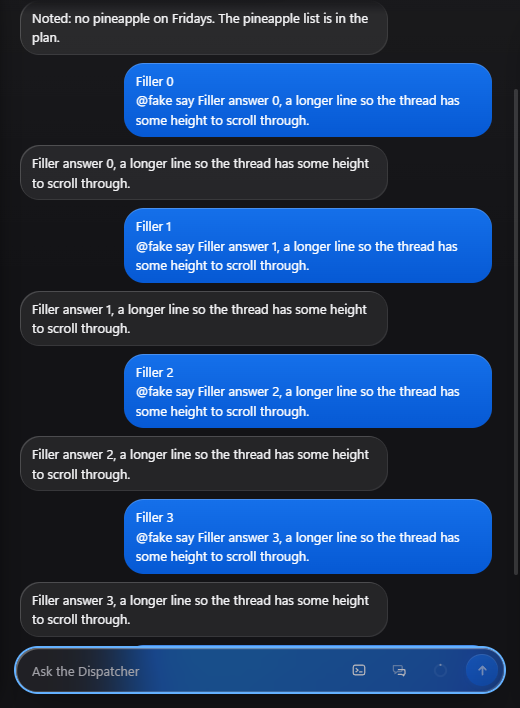 Noted: no pineapple on Fridays. The pineapple list is in the
plan.
Filler 0
@fake say Filler answer 0, a longer line so the thread has
some height to scroll through.
Filler answer 0, a longer line so the thread has some height
to scroll through.
Filler 1
@fake say Filler answer 1, a longer line so the thread has
some height to scroll through.
Filler answer 1, a longer line so the thread has some height
to scroll through.
Filler 2
@fake say Filler answer 2, a longer line so the thread has
some height to scroll through.
Filler answer 2, a longer line so the thread has some height
to scroll through.
Filler 3
@fake say Filler answer 3, a longer line so the thread has
some height to scroll through.
Filler answer 3, a longer line so the thread has some height
to scroll through.
Ask the Dispatcher